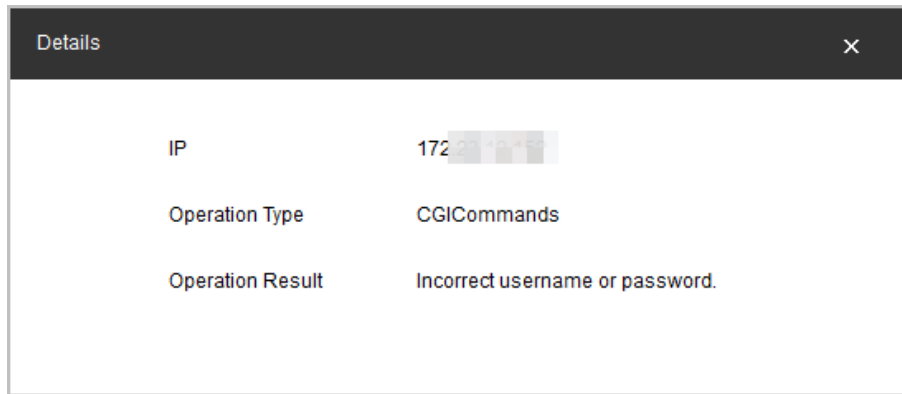 Details
IP 172.
Operation Type CGICommands
Operation Result Incorrect username or password.